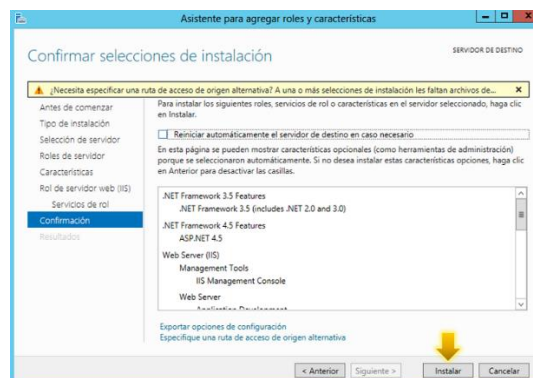 Asistente para agregar roles y características
Confirmar selecciones de instalación
SERVIDOR DE DESTINO
¿Necesita especificar una ruta de acceso de origen alternativa? A una o más selecciones de instalación les faltan archivos de...
Antes de comenzar
Tipo de instalación
Selección de servidor
Roles de servidor
Características
Rol de servidor web (IIS)
Servicios de rol
Confirmación
Resultados
Para instalar los siguientes roles, servicios de rol o características en el servidor seleccionado, haga clic
en Instalar.
Reiniciar automáticamente el servidor de destino en caso necesario
En esta página se pueden mostrar características opcionales (como herramientas de administración)
porque se seleccionaron automáticamente. Si no desea instalar estas características opciones, haga clic
en Anterior para desactivar las casillas.
.NET Framework 3.5 Features
.NET Framework 3.5 (includes .NET 2.0 and 3.0)
.NET Framework 4.5 Features
ASP.NET 4.5
Web Server (IIS)
Management Tools
IIS Management Console
Web Server
Application Development
Exportar opciones de configuración
Especifique una ruta de acceso de origen alternativa
< Anterior
Siguiente >
Instalar
Cancelar